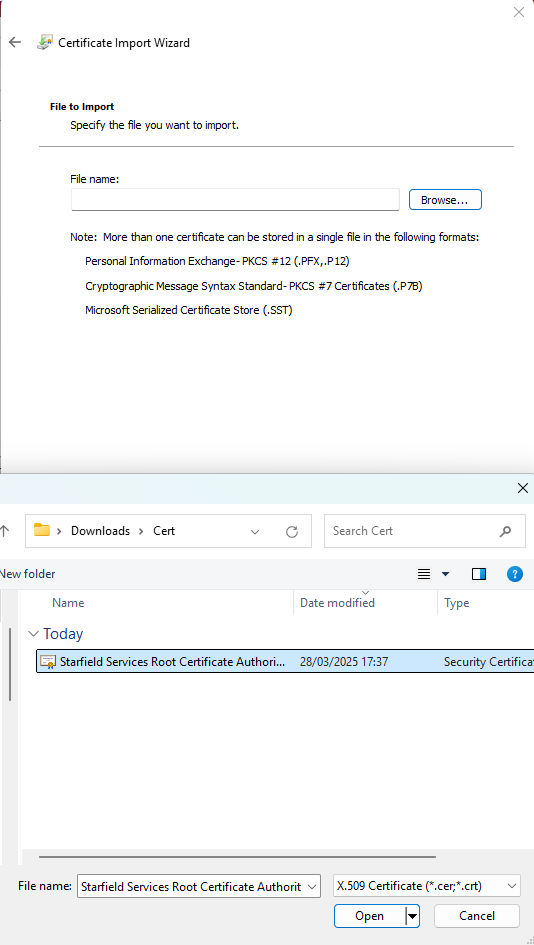 Certificate Import Wizard
File to Import
Specify the file you want to import.
File name:
Browse...
Note: More than one certificate can be stored in a single file in the following formats:
Personal Information Exchange- PKCS #12 (.PFX,.P12)
Cryptographic Message Syntax Standard- PKCS #7 Certificates (.P7B)
Microsoft Serialized Certificate Store (.SST)
Downloads > Cert
Search Cert
New folder
?
Name Date modified Type
Today
Starfield Services Root Certificate Authori... 28/03/2025 17:37 Security Certifica
File name: Starfield Services Root Certificate Authorit X.509 Certificate (*.cer;*.crt)
Open Cancel